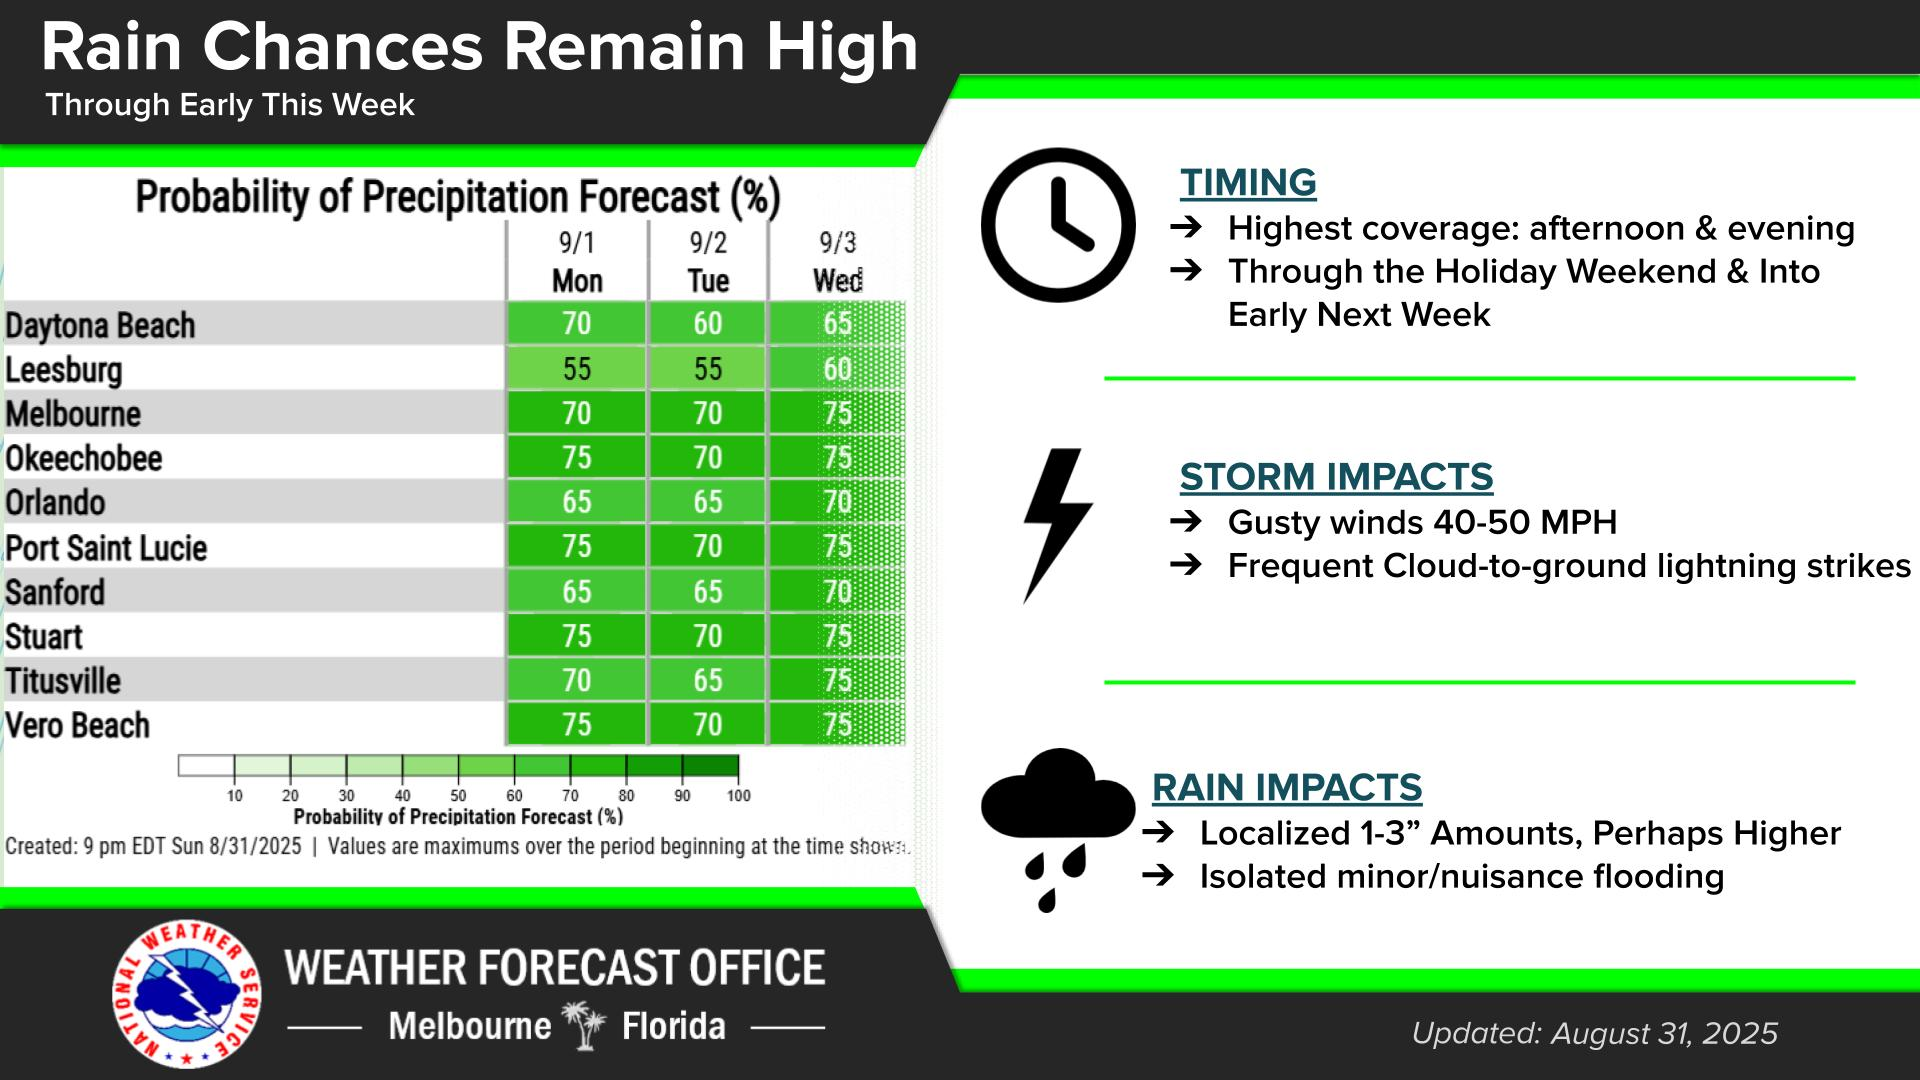 Rain Chances Remain High
Through Early This Week
Probability of Precipitation Forecast (%)
9/1 9/2 9/3
Mon Tue Wed
Daytona Beach 70 60 65
Leesburg 55 55 60
Melbourne 70 70 75
Okeechobee 75 70 75
Orlando 65 65 70
Port Saint Lucie 75 70 75
Sanford 65 65 70
Stuart 75 70 75
Titusville 70 65 75
Vero Beach 75 70 75
10 20 30 40 50 60 70 80 90 100
Probability of Precipitation Forecast (%)
Created: 9 pm EDT Sun 8/31/2025 | Values are maximums over the period beginning at the time shown.
NATIONAL WEATHER SERVICE
WEATHER FORECAST OFFICE
Melbourne Florida
TIMING
➔ Highest coverage: afternoon & evening
➔ Through the Holiday Weekend & Into
Early Next Week
STORM IMPACTS
➔ Gusty winds 40-50 MPH
➔ Frequent Cloud-to-ground lightning strikes
RAIN IMPACTS
➔ Localized 1-3” Amounts, Perhaps Higher
➔ Isolated minor/nuisance flooding
Updated: August 31, 2025